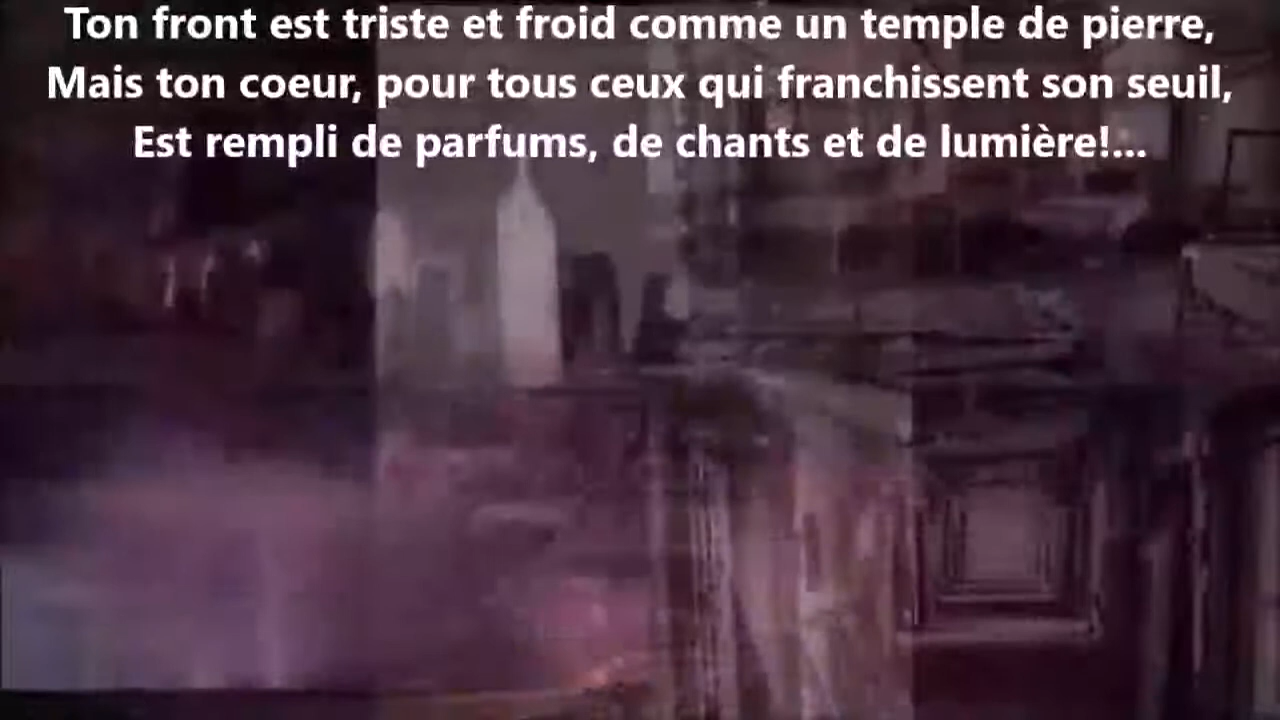 Ton front est triste et froid comme un temple de pierre,
Mais ton coeur, pour tous ceux qui franchissent son seuil,
Est rempli de parfums, de chants et de lumière!...